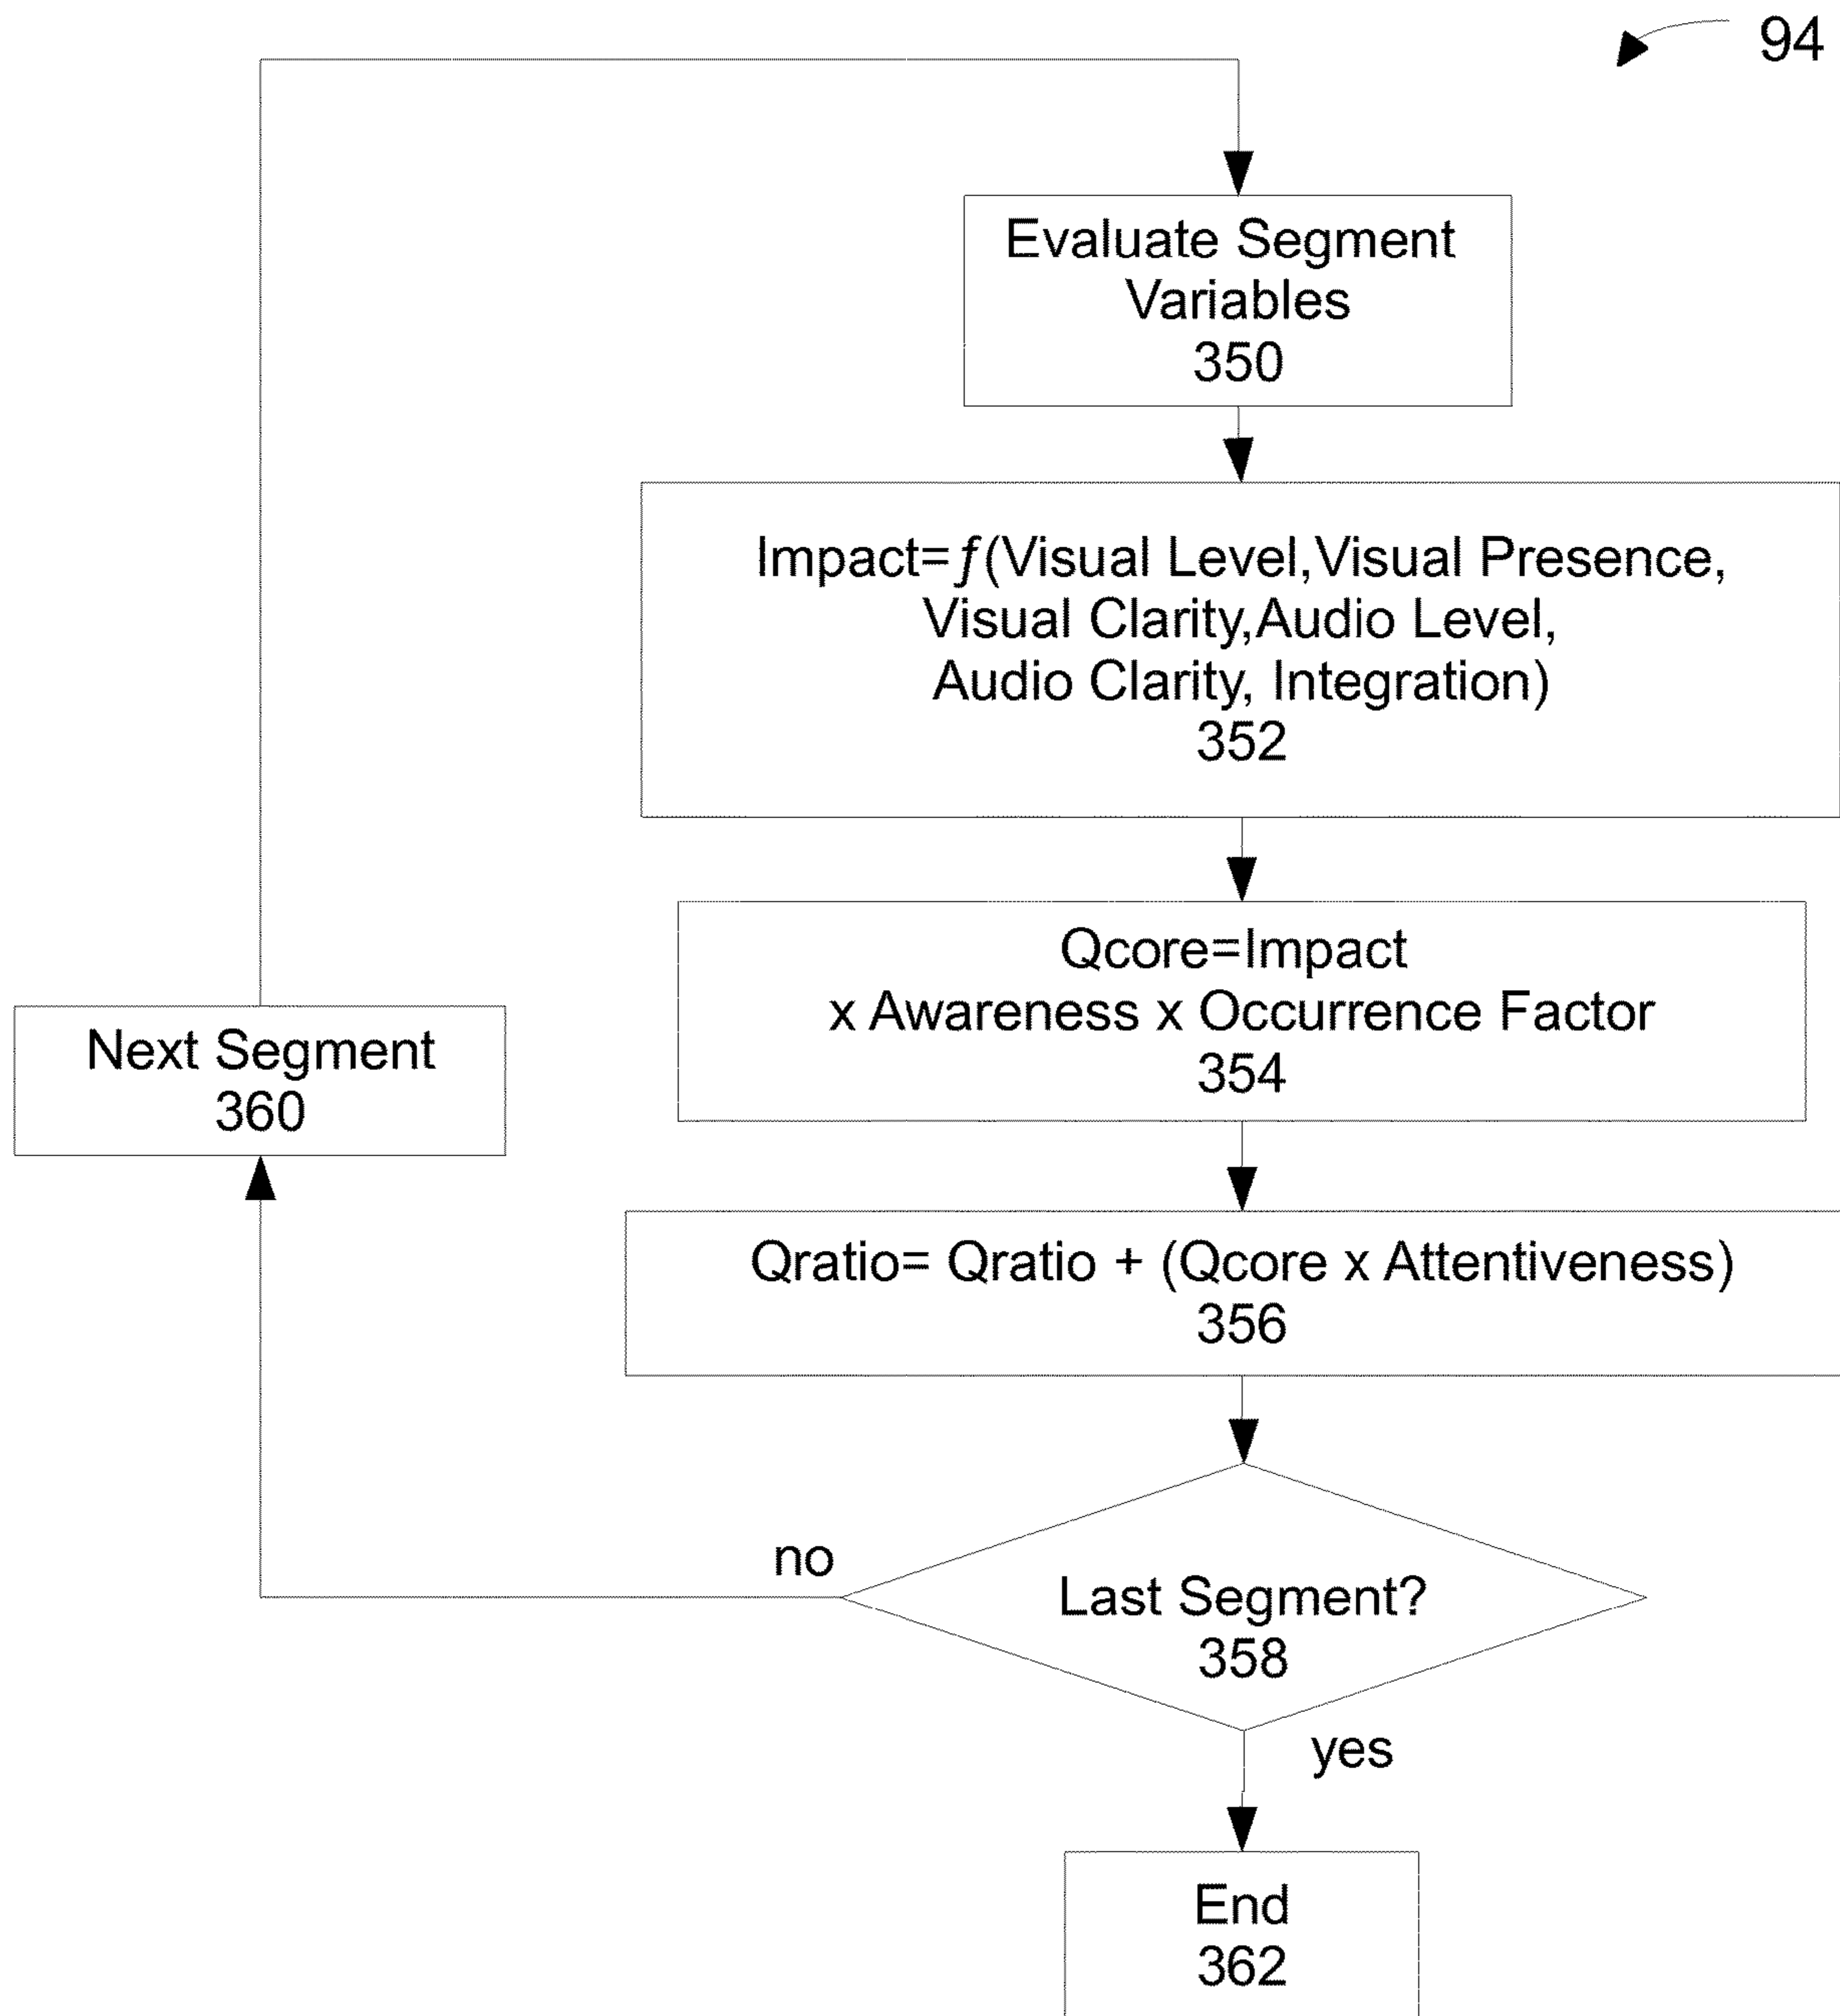 94
Evaluate Segment
Variables
350
Impact=ƒ(Visual Level,Visual Presence,
Visual Clarity,Audio Level,
Audio Clarity, Integration)
352
Qcore=Impact
x Awareness x Occurrence Factor
354
Next Segment
360
Qratio= Qratio + (Qcore x Attentiveness)
356
no
Last Segment?
358
yes
End
362